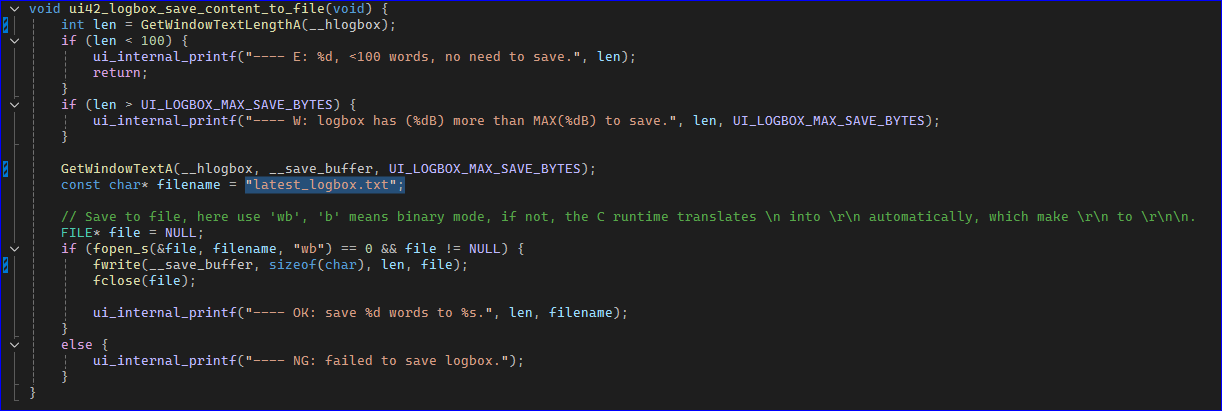 void ui42_logbox_save_content_to_file(void) {
    int len = GetWindowTextLengthA(__hlogbox);
    if (len < 100) {
        ui_internal_printf("---- E: %d, <100 words, no need to save.", len);
        return;
    }
    if (len > UI_LOGBOX_MAX_SAVE_BYTES) {
        ui_internal_printf("---- W: logbox has (%dB) more than MAX(%dB) to save.", len, UI_LOGBOX_MAX_SAVE_BYTES);
    }

    GetWindowTextA(__hlogbox, __save_buffer, UI_LOGBOX_MAX_SAVE_BYTES);
    const char* filename = "latest_logbox.txt";

    // Save to file, here use 'wb', 'b' means binary mode, if not, the C runtime translates \n into \r\n automatically, which make \r\n to \r\n\n.
    FILE* file = NULL;
    if (fopen_s(&file, filename, "wb") == 0 && file != NULL) {
        fwrite(__save_buffer, sizeof(char), len, file);
        fclose(file);

        ui_internal_printf("---- OK: save %d words to %s.", len, filename);
    }
    else {
        ui_internal_printf("---- NG: failed to save logbox.");
    }
}